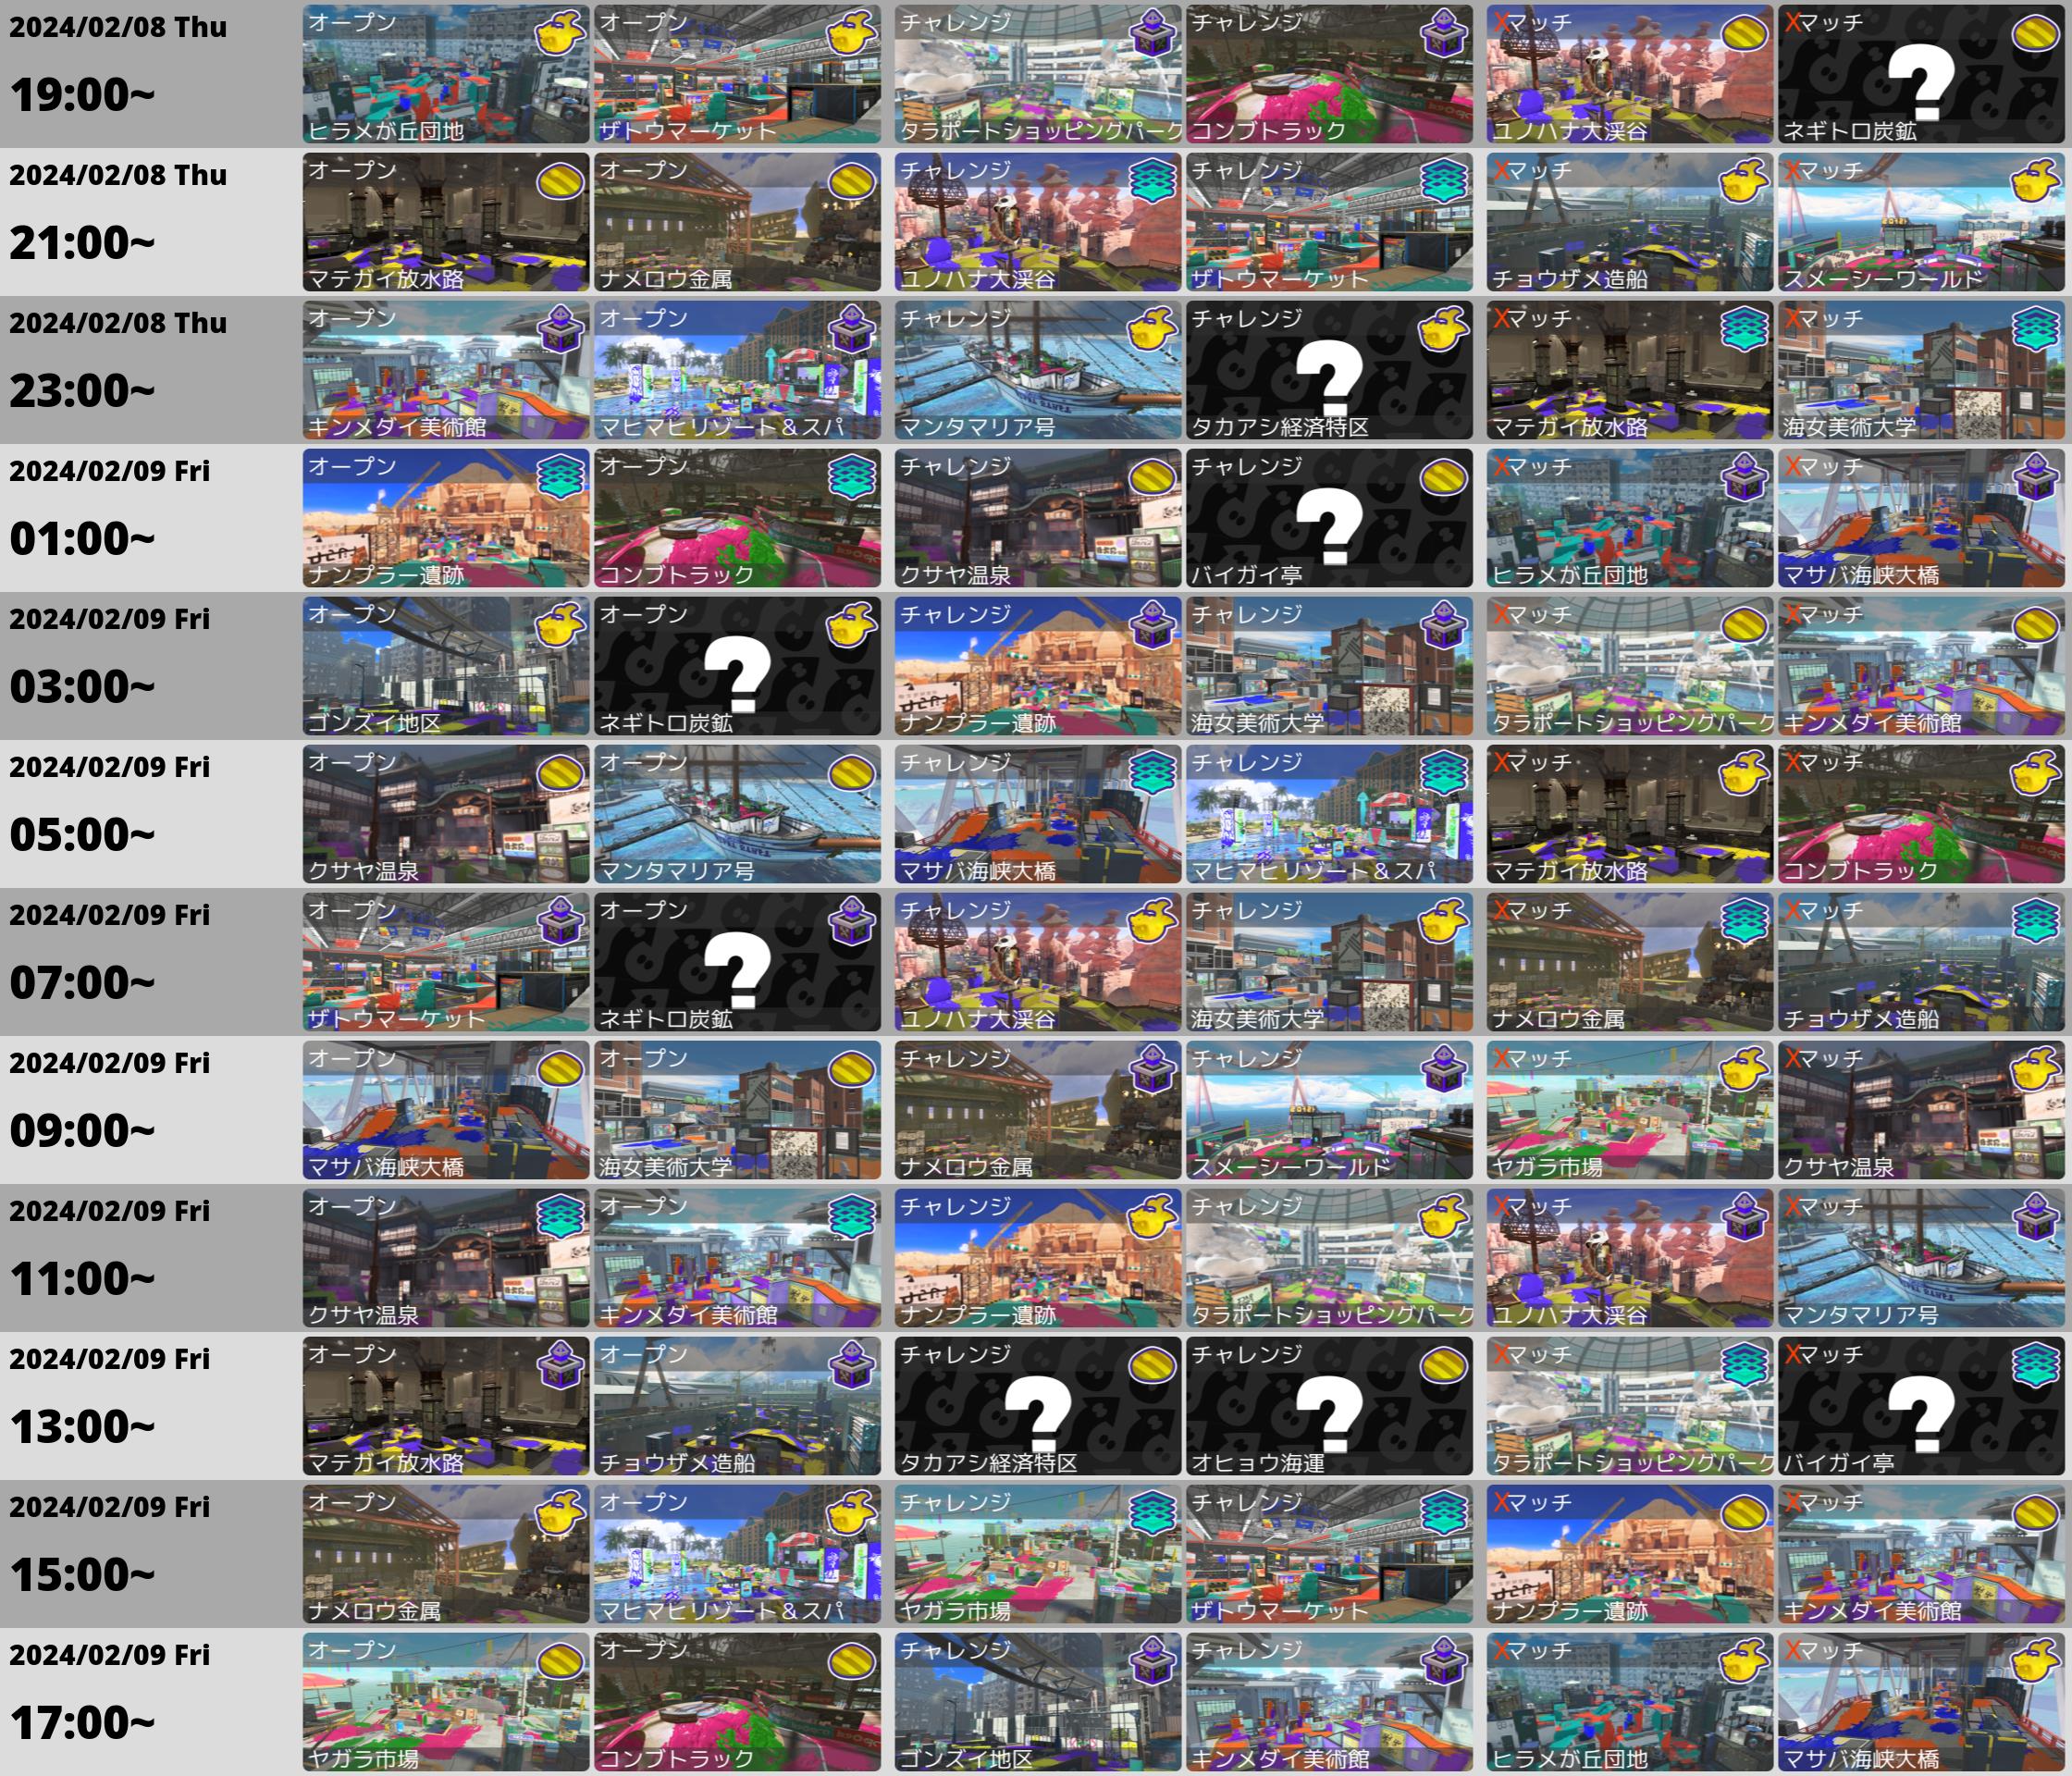 2024/02/08 Thu
19:00~
オープン オープン チャレンジ チャレンジ Xマッチ Xマッチ
ヒラメが丘団地 ザトウマーケット タラポートショッピングパーク コンブトラック ユノハナ大渓谷 ネギトロ炭鉱
2024/02/08 Thu
21:00~
オープン オープン チャレンジ チャレンジ Xマッチ Xマッチ
マテガイ放水路 ナメロウ金属 ユノハナ大渓谷 ザトウマーケット チョウザメ造船 スメーシーワールド
2024/02/08 Thu
23:00~
オープン オープン チャレンジ チャレンジ Xマッチ Xマッチ
キンメダイ美術館 マヒマヒリゾート&スパ マンタマリア号 タカアシ経済特区 マテガイ放水路 海女美術大学
2024/02/09 Fri
01:00~
オープン オープン チャレンジ チャレンジ Xマッチ Xマッチ
ナンプラー遺跡 コンブトラック クサヤ温泉 バイガイ亭 ヒラメが丘団地 マサバ海峡大橋
2024/02/09 Fri
03:00~
オープン オープン チャレンジ チャレンジ Xマッチ Xマッチ
ゴンズイ地区 ネギトロ炭鉱 ナンプラー遺跡 海女美術大学 タラポートショッピングパーク キンメダイ美術館
2024/02/09 Fri
05:00~
オープン オープン チャレンジ チャレンジ Xマッチ Xマッチ
クサヤ温泉 マンタマリア号 マサバ海峡大橋 マヒマヒリゾート&スパ マテガイ放水路 コンブトラック
2024/02/09 Fri
07:00~
オープン オープン チャレンジ チャレンジ Xマッチ Xマッチ
ザトウマーケット ネギトロ炭鉱 ユノハナ大渓谷 海女美術大学 ナメロウ金属 チョウザメ造船
2024/02/09 Fri
09:00~
オープン オープン チャレンジ チャレンジ Xマッチ Xマッチ
マサバ海峡大橋 海女美術大学 ナメロウ金属 スメーシーワールド ヤガラ市場 クサヤ温泉
2024/02/09 Fri
11:00~
オープン オープン チャレンジ チャレンジ Xマッチ Xマッチ
クサヤ温泉 キンメダイ美術館 ナンプラー遺跡 タラポートショッピングパーク ユノハナ大渓谷 マンタマリア号
2024/02/09 Fri
13:00~
オープン オープン チャレンジ チャレンジ Xマッチ Xマッチ
マテガイ放水路 チョウザメ造船 タカアシ経済特区 オヒョウ海運 タラポートショッピングパーク バイガイ亭
2024/02/09 Fri
15:00~
オープン オープン チャレンジ チャレンジ Xマッチ Xマッチ
ナメロウ金属 マヒマヒリゾート&スパ ヤガラ市場 ザトウマーケット ナンプラー遺跡 キンメダイ美術館
2024/02/09 Fri
17:00~
オープン オープン チャレンジ チャレンジ Xマッチ Xマッチ
ヤガラ市場 コンブトラック ゴンズイ地区 キンメダイ美術館 ヒラメが丘団地 マサバ海峡大橋